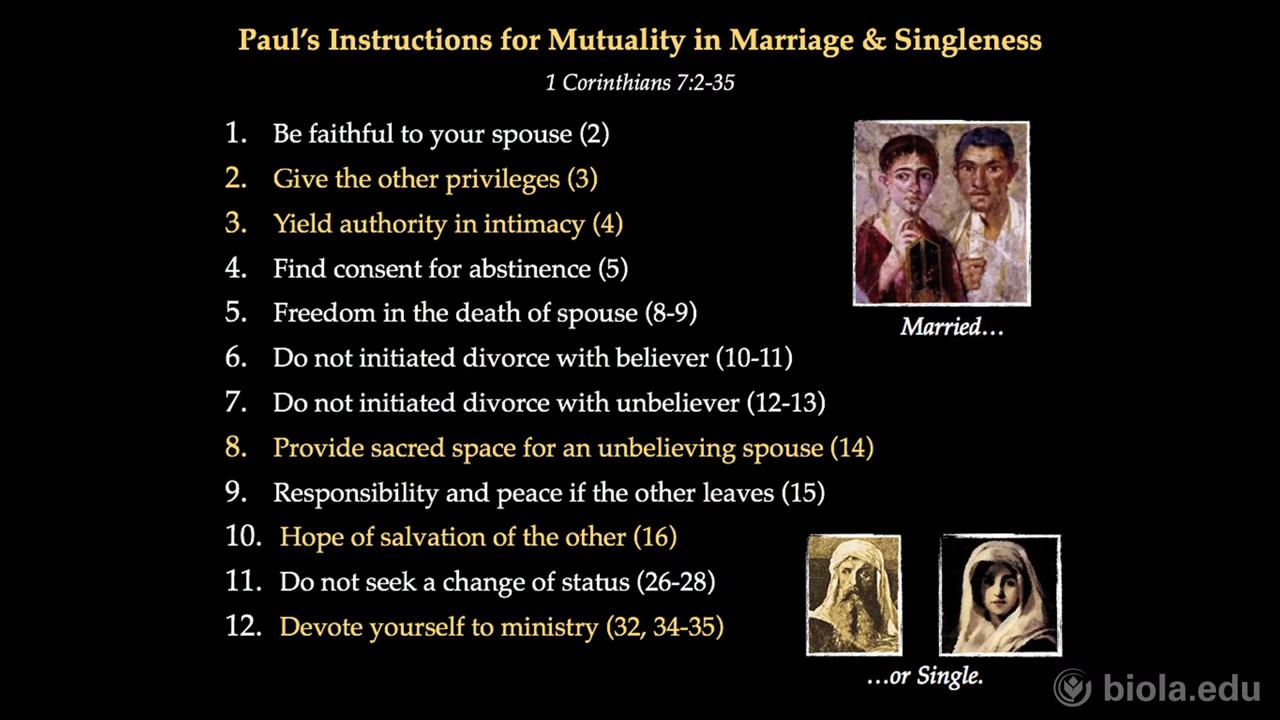 Paul's Instructions for Mutuality in Marriage & Singleness
1 Corinthians 7:2-35
1. Be faithful to your spouse (2)
2. Give the other privileges (3)
3. Yield authority in intimacy (4)
4. Find consent for abstinence (5)
5. Freedom in the death of spouse (8-9)
6. Do not initiated divorce with believer (10-11)
7. Do not initiated divorce with unbeliever (12-13)
8. Provide sacred space for an unbelieving spouse (14)
9. Responsibility and peace if the other leaves (15)
10. Hope of salvation of the other (16)
11. Do not seek a change of status (26-28)
12. Devote yourself to ministry (32, 34-35)
Married…
…or Single.
biola.edu